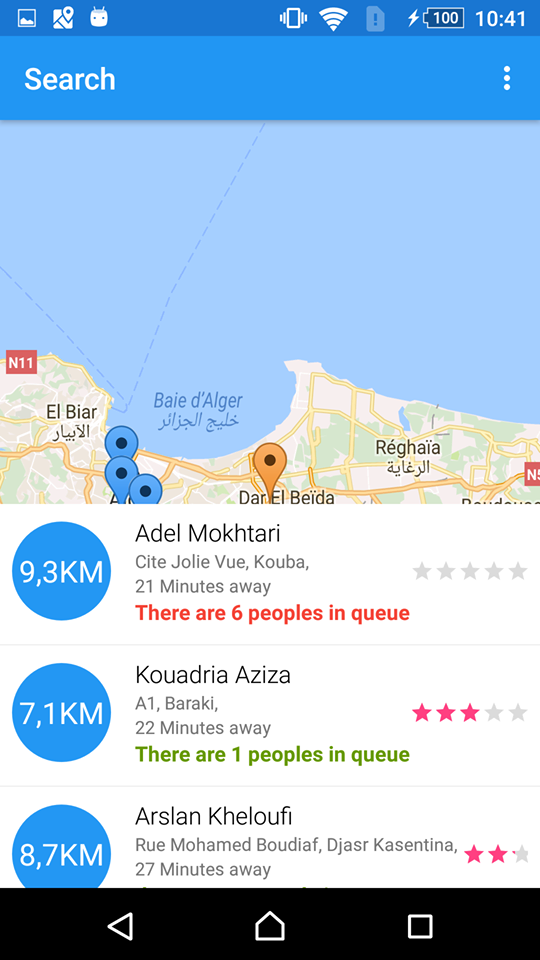 100 10:41
Search
N11
El Biar
الأبيار
Baie d'Alger
خليج الجزائر
Réghaïa
الرغاية
Dar El Beïda
9,3KM
Adel Mokhtari
Cite Jolie Vue, Kouba,
21 Minutes away
There are 6 peoples in queue
7,1KM
Kouadria Aziza
A1, Baraki,
22 Minutes away
There are 1 peoples in queue
8,7KM
Arslan Kheloufi
Rue Mohamed Boudiaf, Djasr Kasentina,
27 Minutes away